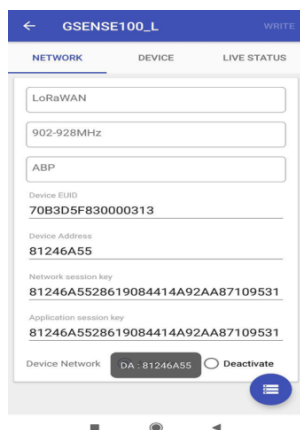 GSENSE100_L WRITE
NETWORK DEVICE LIVE STATUS
LoRaWAN
902-928MHz
ABP
Device EUID
70B3D5F830000313
Device Address
81246A55
Network session key
81246A5528619084414A92AA87109531
Application session key
81246A5528619084414A92AA87109531
Device Network DA : 81246A55 Deactivate